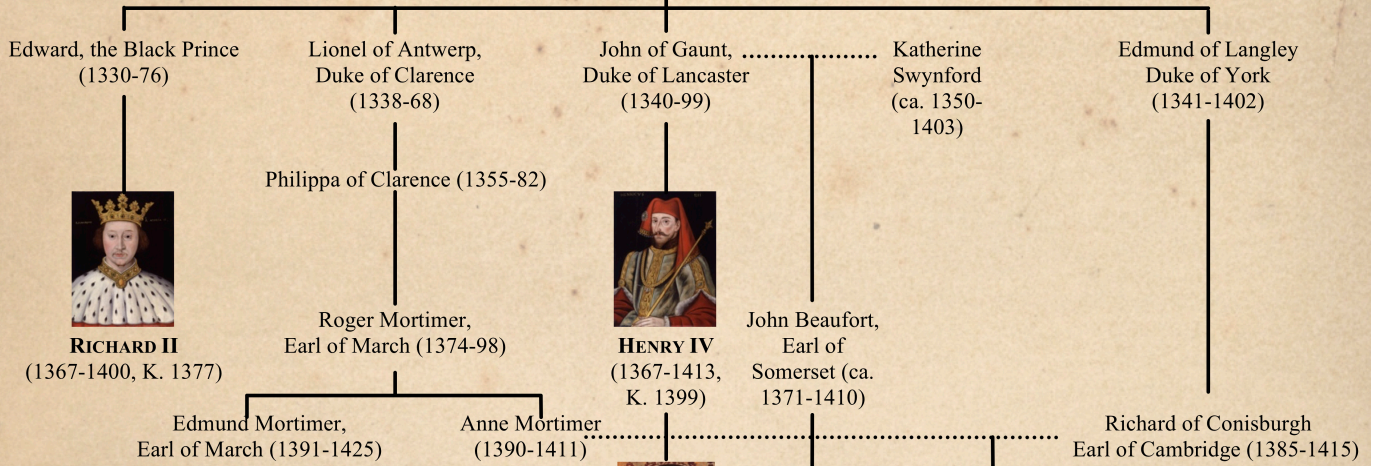 Edward, the Black Prince
(1330-76)
Lionel of Antwerp,
Duke of Clarence
(1338-68)
John of Gaunt,
Duke of Lancaster
(1340-99)
Katherine
Swynford
(ca. 1350-
1403)
Edmund of Langley
Duke of York
(1341-1402)
Philippa of Clarence (1355-82)
RICHARD II
(1367-1400, K. 1377)
Roger Mortimer,
Earl of March (1374-98)
HENRY IV
(1367-1413,
K. 1399)
John Beaufort,
Earl of
Somerset (ca.
1371-1410)
Edmund Mortimer,
Earl of March (1391-1425)
Anne Mortimer
(1390-1411)
Richard of Conisburgh
Earl of Cambridge (1385-1415)